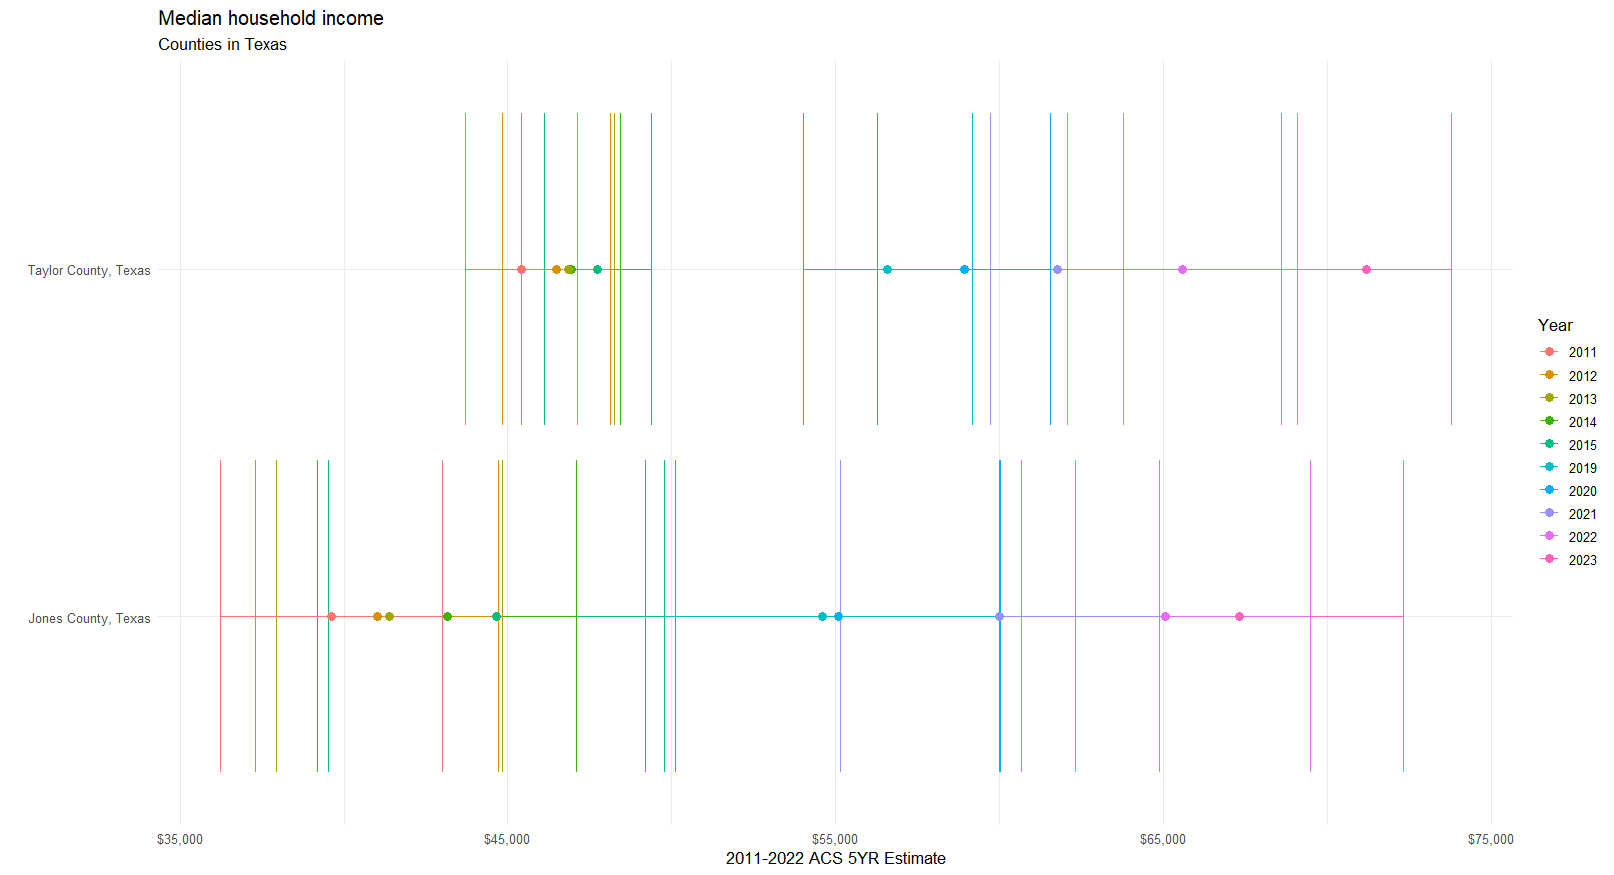 Median household income
Counties in Texas
Taylor County, Texas
Jones County, Texas
$35,000
$45,000
$55,000
$65,000
$75,000
2011-2022 ACS 5YR Estimate
Year
2011
2012
2013
2014
2015
2019
2020
2021
2022
2023